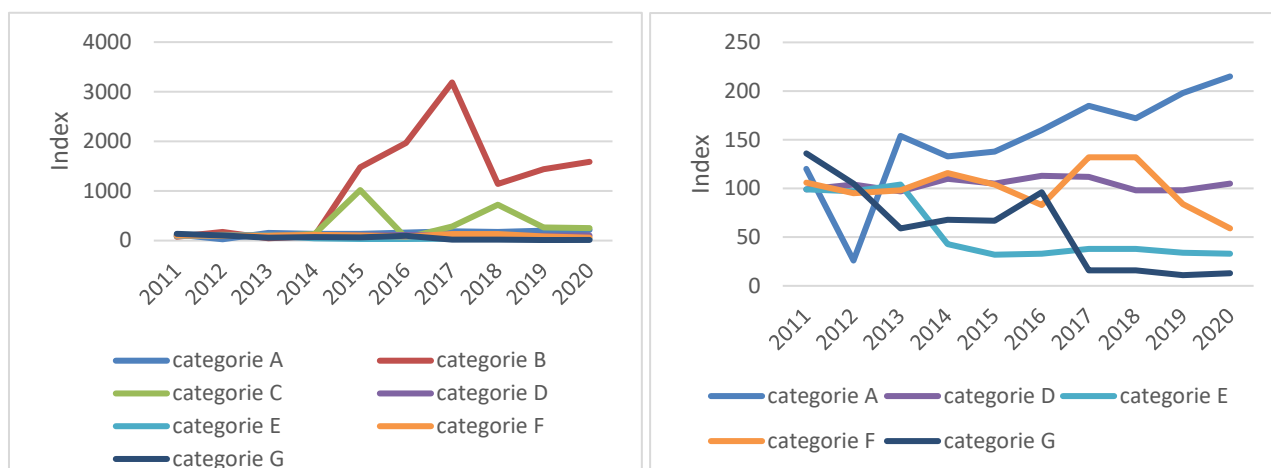 4000
3000
2000
1000
0
Index
2011 2012 2013 2014 2015 2016 2017 2018 2019 2020
categorie A categorie B
categorie C categorie D
categorie E categorie F
categorie G
250
200
150
100
50
0
Index
2011 2012 2013 2014 2015 2016 2017 2018 2019 2020
categorie A categorie D categorie E
categorie F categorie G